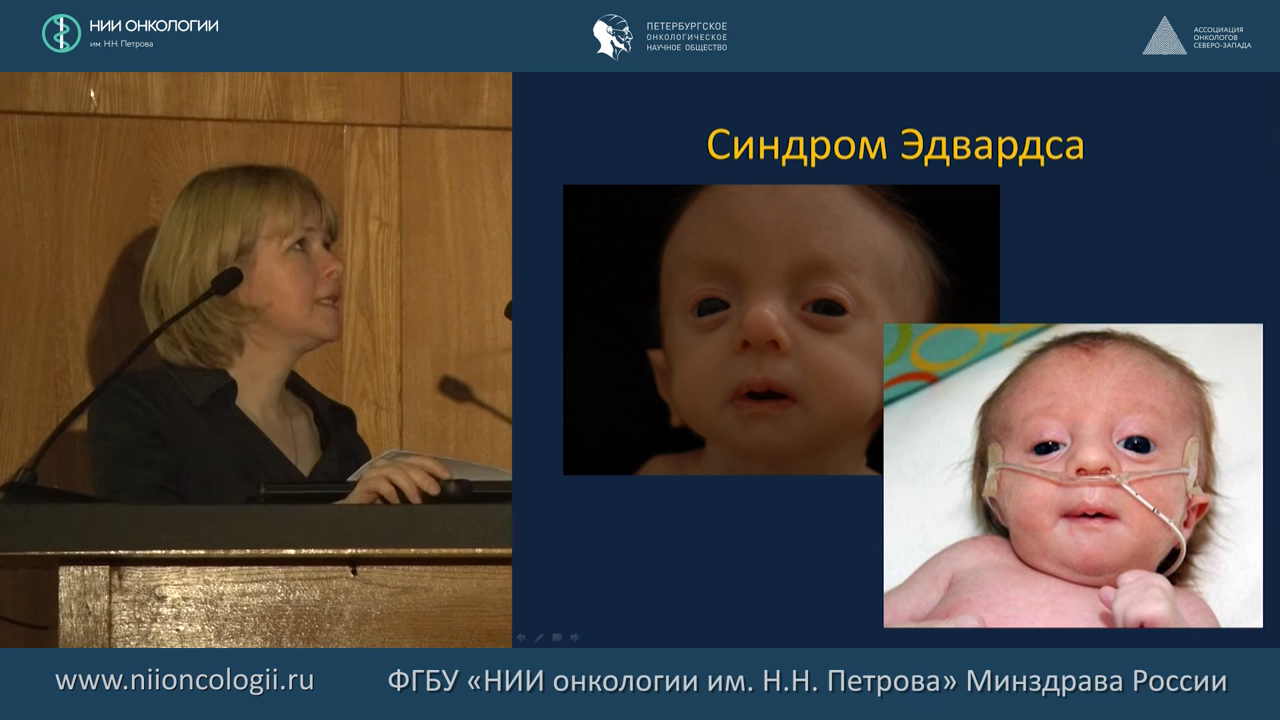 НИИ ОНКОЛОГИИ
им. Н.Н. Петрова
ПЕТЕРБУРГСКОЕ
ОНКОЛОГИЧЕСКОЕ
НАУЧНОЕ ОБЩЕСТВО
АССОЦИАЦИЯ
ОНКОЛОГОВ
СЕВЕРО-ЗАПАДА
Синдром Эдвардса
www.niioncologii.ru
ФГБУ «НИИ онкологии им. Н.Н. Петрова» Минздрава России